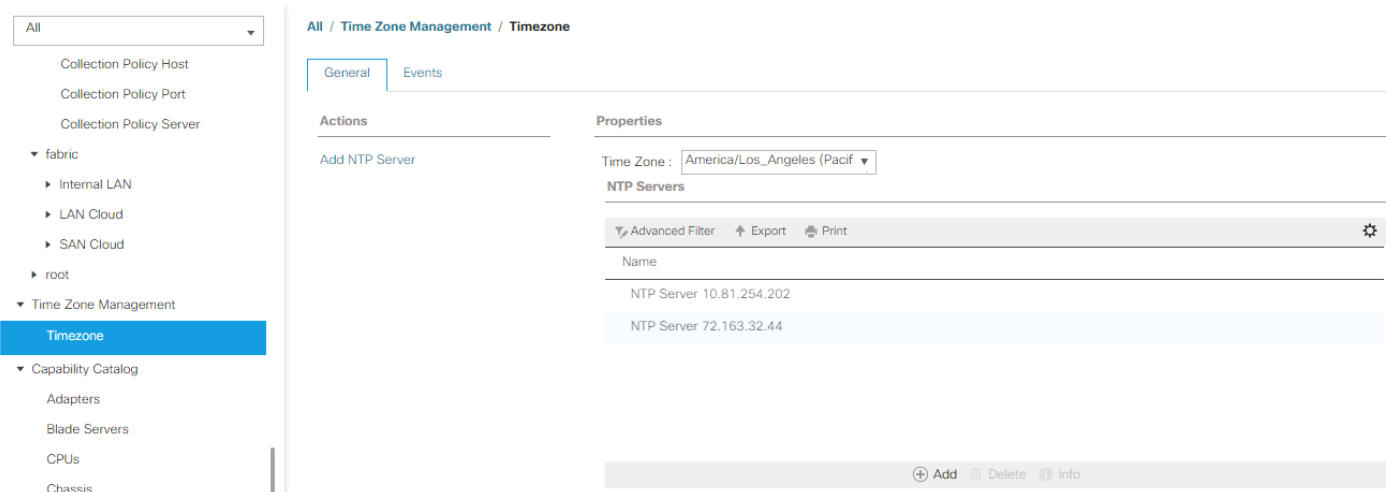 All
Collection Policy Host
Collection Policy Port
Collection Policy Server
fabric
Internal LAN
LAN Cloud
SAN Cloud
root
Time Zone Management
Timezone
Capability Catalog
Adapters
Blade Servers
CPUs
Chassis
All / Time Zone Management / Timezone
General Events
Actions
Add NTP Server
Properties
Time Zone : America/Los_Angeles (Pacif
NTP Servers
Advanced Filter Export Print
Name
NTP Server 10.81.254.202
NTP Server 72.163.32.44
Add Delete Info